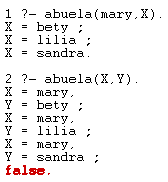 1 ?- abuela(mary,X).
X = bety ;
X = lilia ;
X = sandra.

2 ?- abuela(X,Y).
X = mary,
Y = bety ;
X = mary,
Y = lilia ;
X = mary,
Y = sandra ;
false.